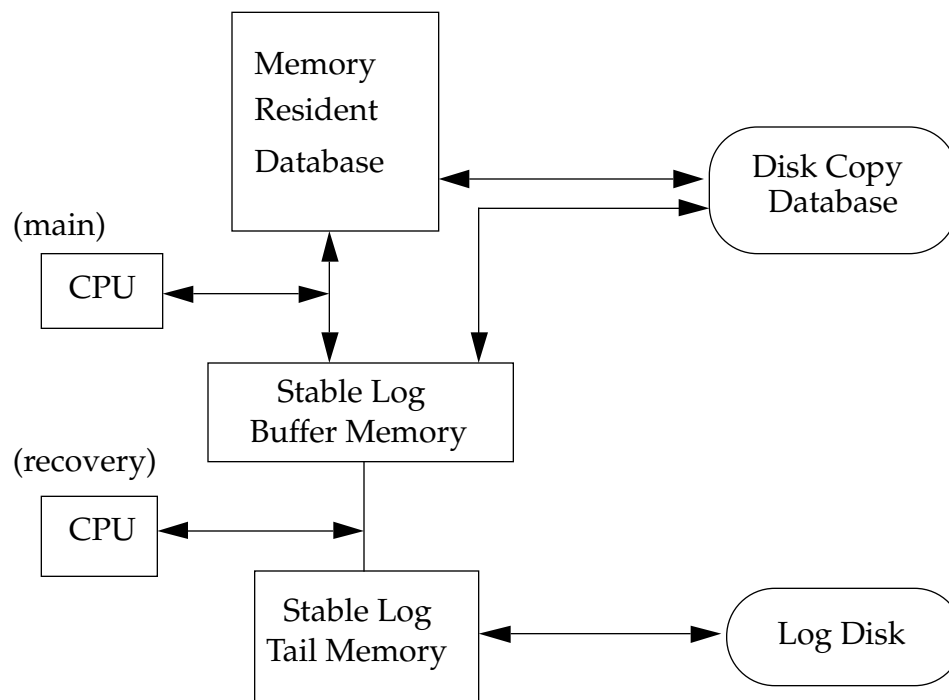 Memory
Resident
Database
Disk Copy
Database
(main)
CPU
Stable Log
Buffer Memory
(recovery)
CPU
Stable Log
Tail Memory
Log Disk